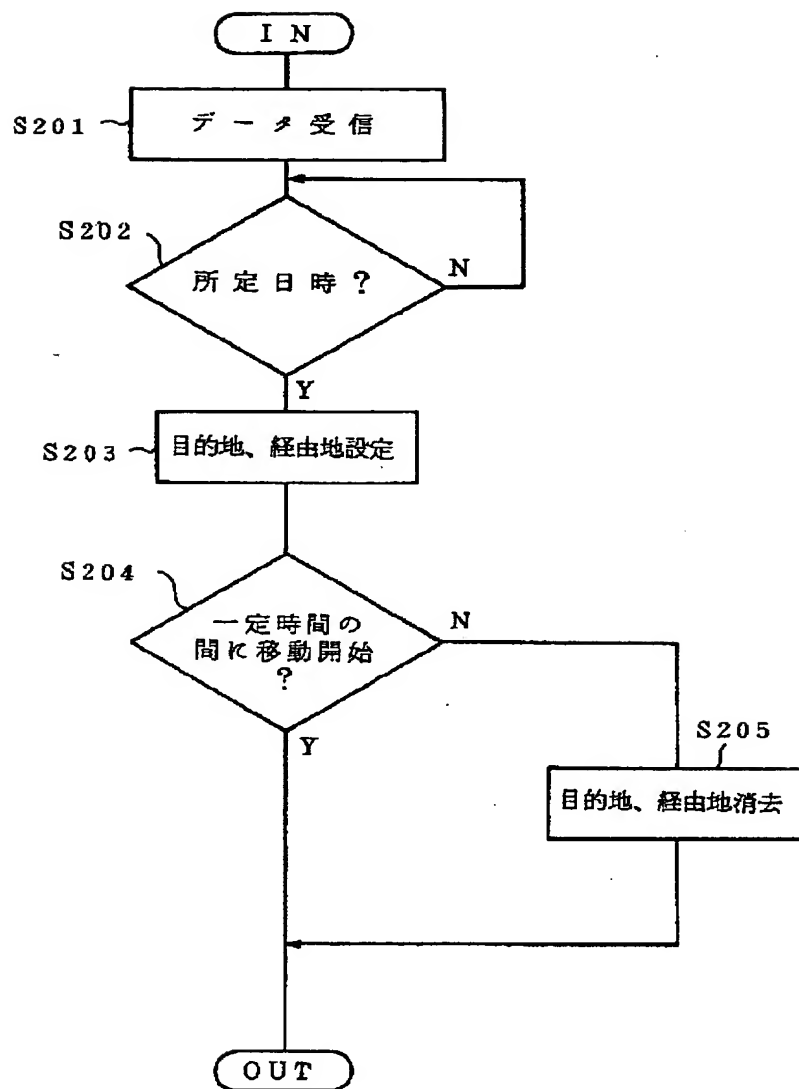 IN
S201
データ受信
S202
所定日時?
N
Y
S203
目的地、経由地設定
S204
一定時間の
間に移動開始
?
N
Y
S205
目的地、経由地消去
OUT